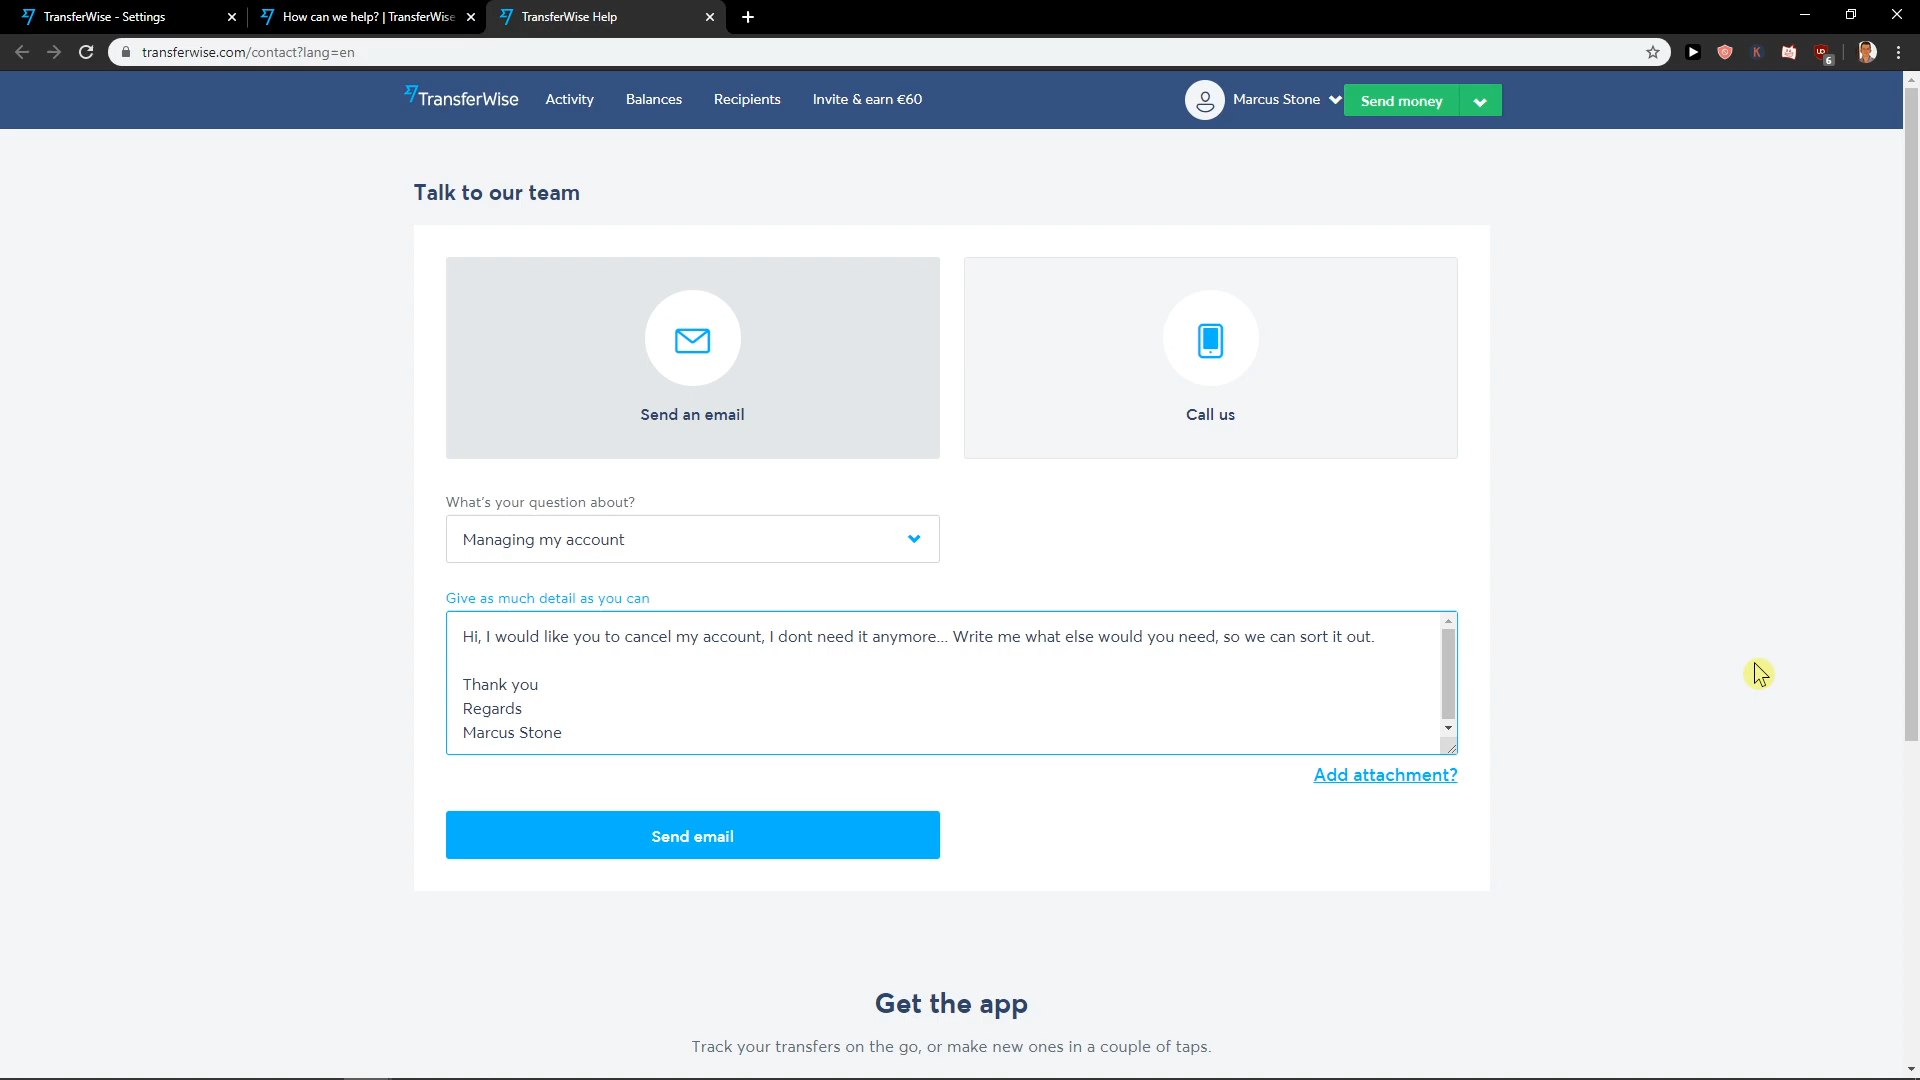 TransferWise - Settings
How can we help? | TransferWise
TransferWise Help
transferwise.com/contact?lang=en
K
UD
6
TransferWise
Activity
Balances
Recipients
Invite & earn €60
Marcus Stone
Send money
Talk to our team
Send an email
Call us
What's your question about?
Managing my account
Give as much detail as you can
Hi, I would like you to cancel my account, I dont need it anymore... Write me what else would you need, so we can sort it out.
Thank you
Regards
Marcus Stone
Add attachment?
Send email
Get the app
Track your transfers on the go, or make new ones in a couple of taps.